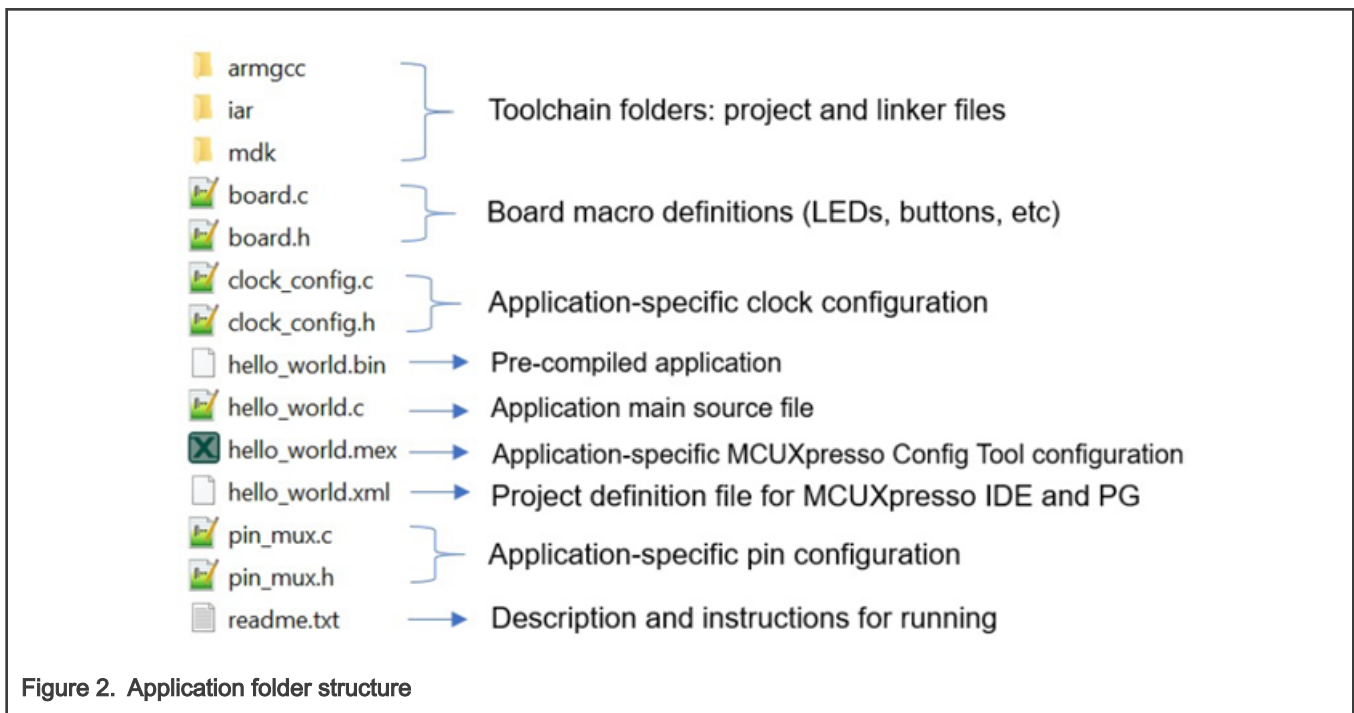 armgcc
iar
mdk
Toolchain folders: project and linker files
board.c
board.h
Board macro definitions (LEDs, buttons, etc)
clock_config.c
clock_config.h
Application-specific clock configuration
hello_world.bin Pre-compiled application
hello_world.c Application main source file
hello_world.mex Application-specific MCUXpresso Config Tool configuration
hello_world.xml Project definition file for MCUXpresso IDE and PG
pin_mux.c
pin_mux.h
Application-specific pin configuration
readme.txt Description and instructions for running
Figure 2. Application folder structure